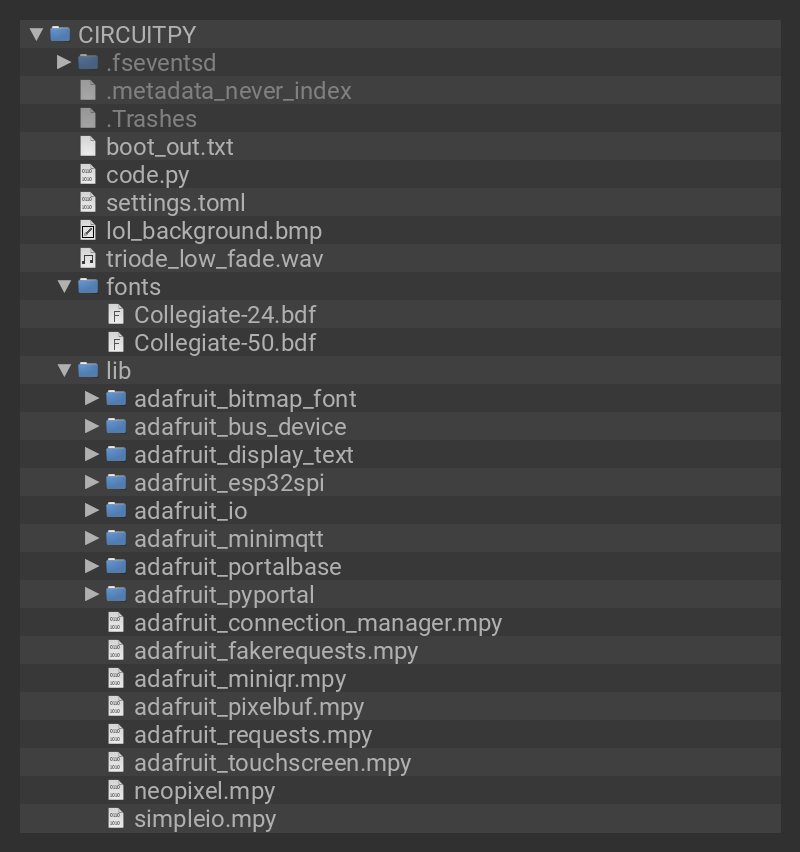 CIRCUITPY
.fseventsd
.metadata_never_index
.Trashes
boot_out.txt
code.py
settings.toml
lol_background.bmp
triode_low_fade.wav
fonts
Collegiate-24.bdf
Collegiate-50.bdf
lib
adafruit_bitmap_font
adafruit_bus_device
adafruit_display_text
adafruit_esp32spi
adafruit_io
adafruit_minimqtt
adafruit_portalbase
adafruit_pyportal
adafruit_connection_manager.mpy
adafruit_fakerequests.mpy
adafruit_miniqr.mpy
adafruit_pixelbuf.mpy
adafruit_requests.mpy
adafruit_touchscreen.mpy
neopixel.mpy
simpleio.mpy